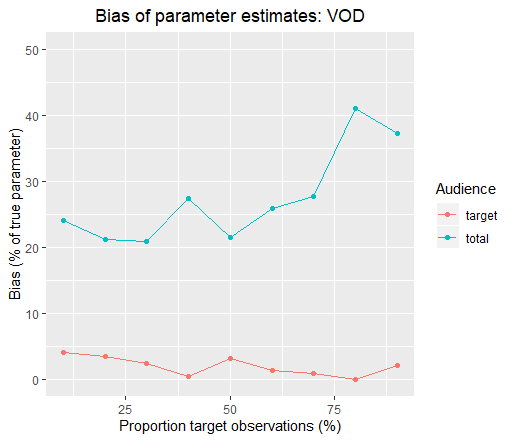 Bias of parameter estimates: VOD
Bias (% of true parameter)
50
40
30
20
10
0
25 50 75
Proportion target observations (%)
Audience
target
total